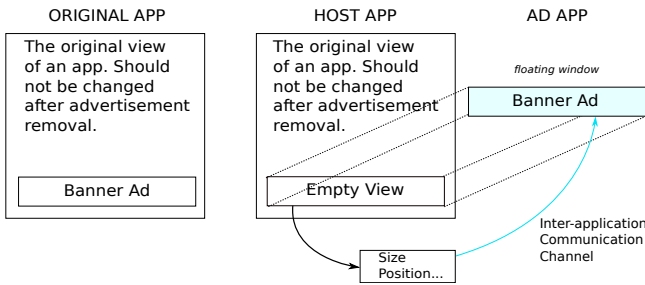 ORIGINAL APP
The original view
of an app. Should
not be changed
after advertisement
removal.
Banner Ad
HOST APP
The original view
of an app. Should
not be changed
after advertisement
removal.
Empty View
AD APP
floating window
Banner Ad
Size
Position...
Inter-application
Communication
Channel